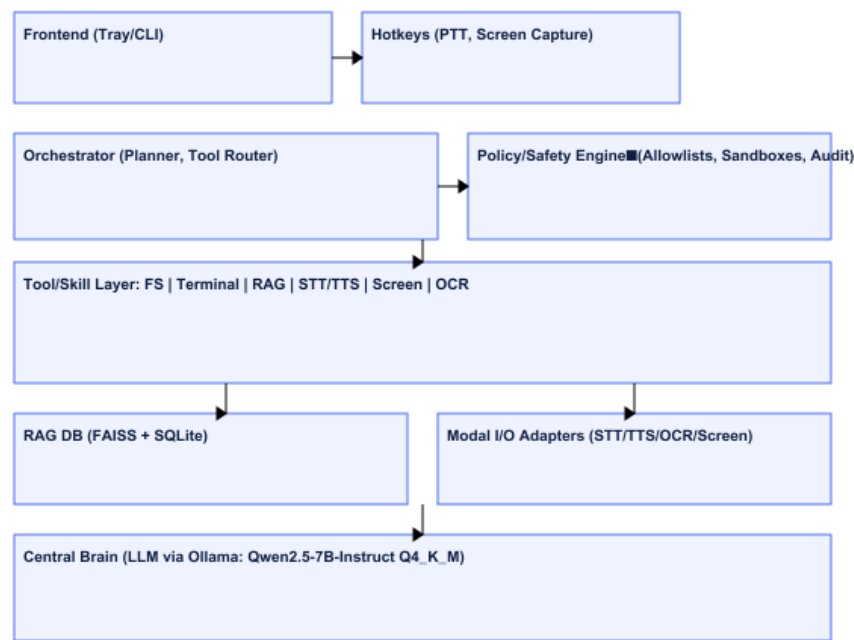 Frontend (Tray/CLI)
Hotkeys (PTT, Screen Capture)
Orchestrator (Planner, Tool Router)
Policy/Safety Engine■(Allowlists, Sandboxes, Audit)
Tool/Skill Layer: FS | Terminal | RAG | STT/TTS | Screen | OCR
RAG DB (FAISS + SQLite)
Modal I/O Adapters (STT/TTS/OCR/Screen)
Central Brain (LLM via Ollama: Qwen2.5-7B-Instruct Q4_K_M)